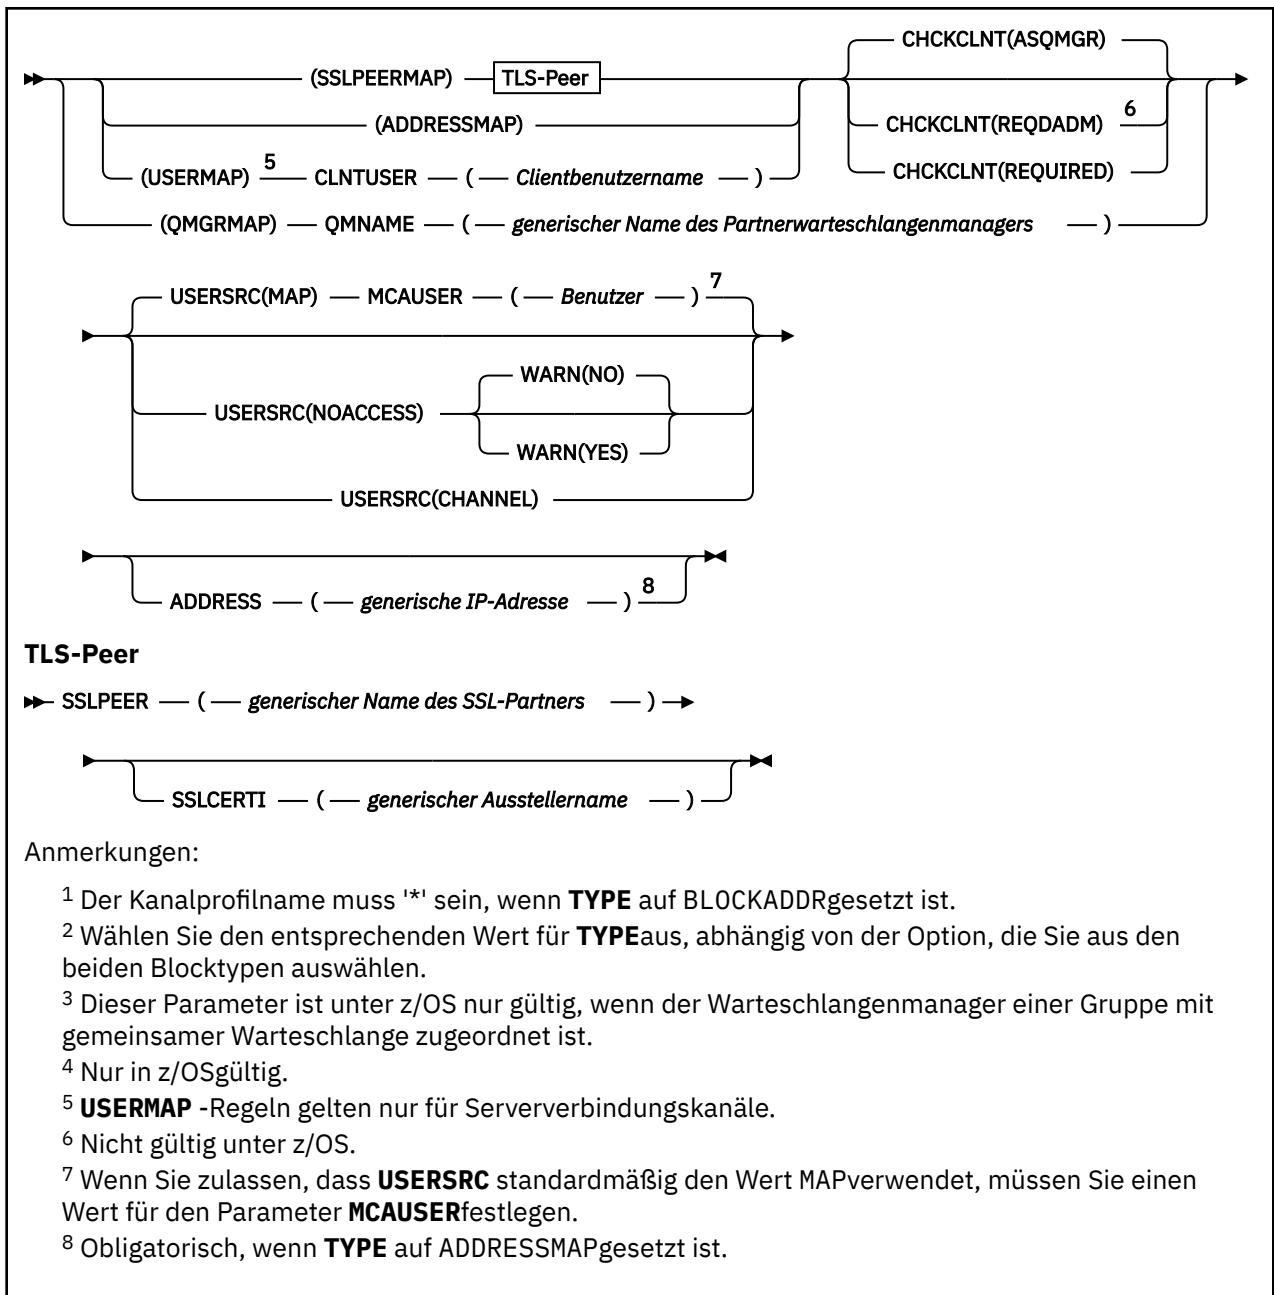 CHCKCLNT(ASQMGR)
(SSLPEERMAP) TLS-Peer
(ADDRESSMAP) CHCKCLNT(REQDADM) 6
(USERMAP) 5 CLNTUSER ( Clientbenutzername ) CHCKCLNT(REQUIRED)
(QMGRMAP) QMNAME ( generischer Name des Partnerwarteschlangenmanagers )
USERSRC(MAP) MCAUSER ( Benutzer ) 7
WARN(NO)
USERSRC(NOACCESS)
WARN(YES)
USERSRC(CHANNEL)
ADDRESS ( generische IP-Adresse ) 8
TLS-Peer
SSLPEER ( generischer Name des SSL-Partners )
SSLCERTI ( generischer Ausstellername )
Anmerkungen:
1 Der Kanalprofilname muss '*' sein, wenn TYPE auf BLOCKADDRgesetzt ist.
2 Wählen Sie den entsprechenden Wert für TYPEaus, abhängig von der Option, die Sie aus den
beiden Blocktypen auswählen.
3 Dieser Parameter ist unter z/OS nur gültig, wenn der Warteschlangenmanager einer Gruppe mit
gemeinsamer Warteschlange zugeordnet ist.
4 Nur in z/OSgültig.
5 USERMAP -Regeln gelten nur für Serververbindungskanäle.
6 Nicht gültig unter z/OS.
7 Wenn Sie zulassen, dass USERSRC standardmäßig den Wert MAPverwendet, müssen Sie einen
Wert für den Parameter MCAUSERfestlegen.
8 Obligatorisch, wenn TYPE auf ADDRESSMAPgesetzt ist.